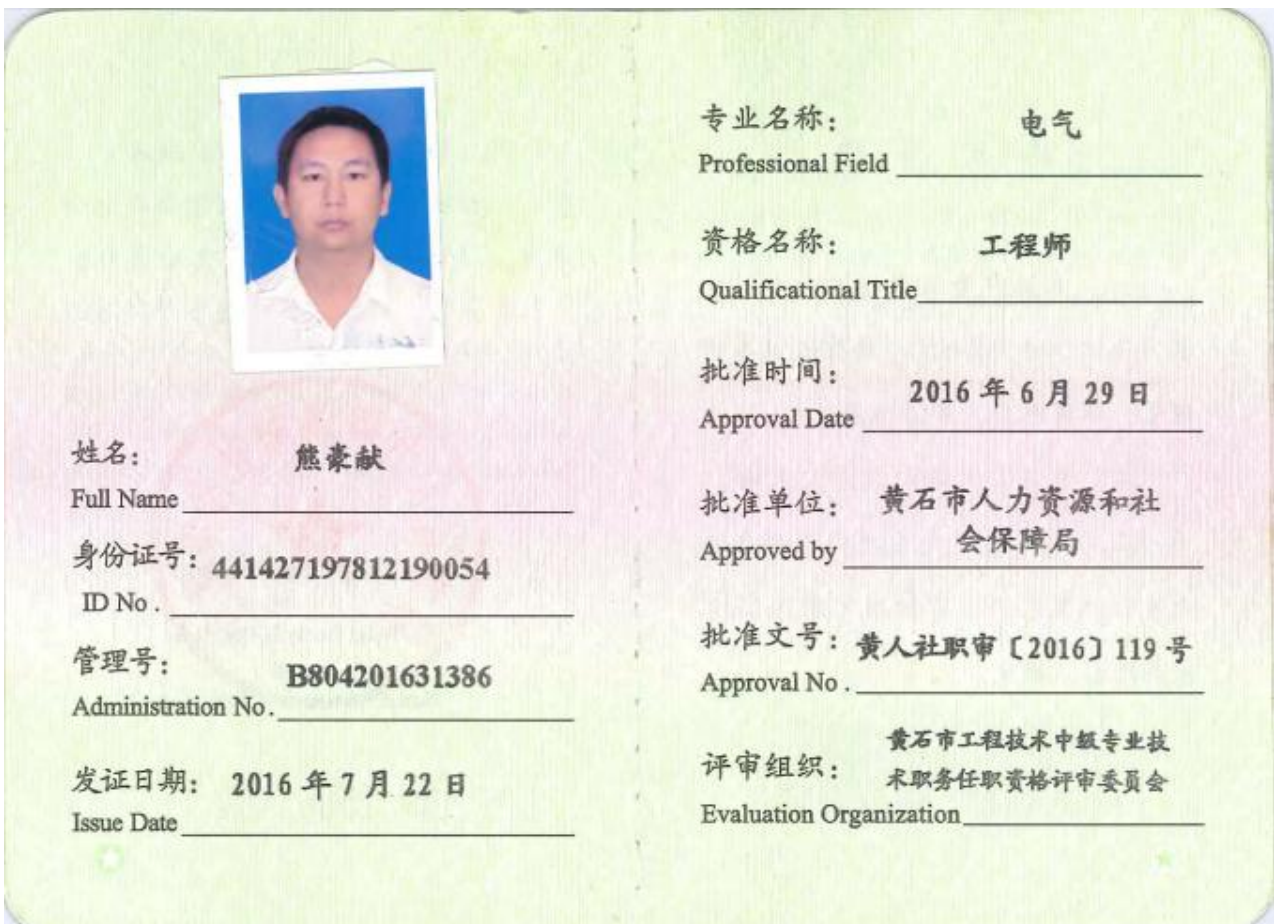 姓名: 熊豪献
Full Name
身份证号: 441427197812190054
ID No .
管理号: B804201631386
Administration No.
发证日期: 2016 年 7 月 22 日
Issue Date
专业名称: 电气
Professional Field
资格名称: 工程师
Qualificational Title
批准时间: 2016 年 6 月 29 日
Approval Date
批准单位: 黄石市人力资源和社
会保障局
Approved by
批准文号: 黄人社职审〔2016〕119 号
Approval No .
黄石市工程技术中级专业技
评审组织: 术职务任职资格评审委员会
Evaluation Organization